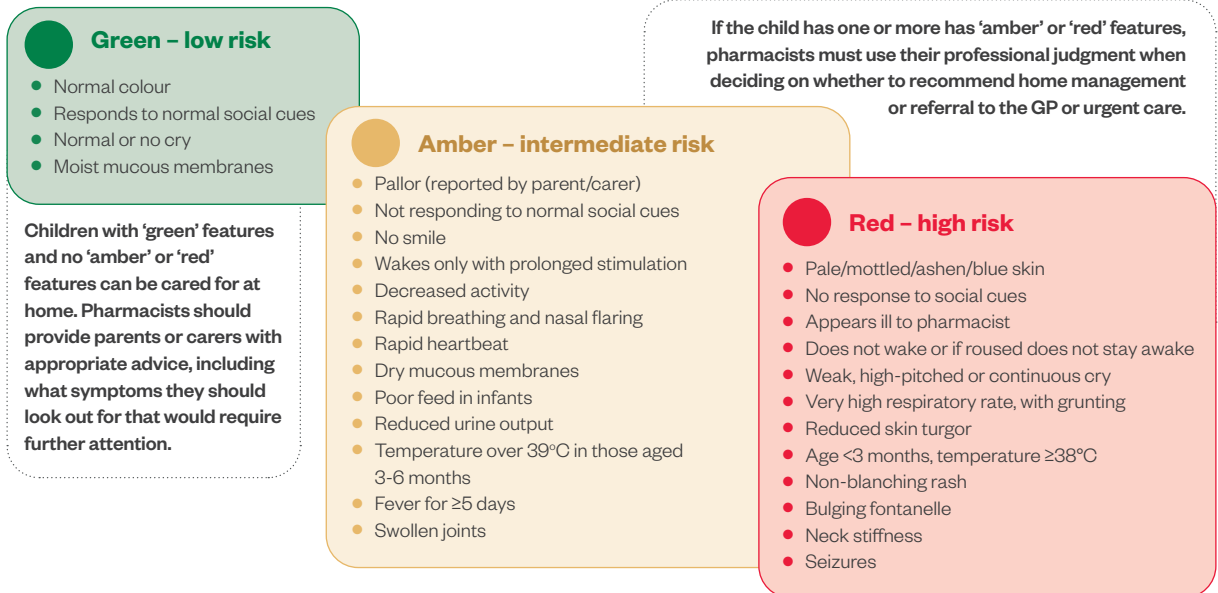 Green – low risk
Normal colour
Responds to normal social cues
Normal or no cry
Moist mucous membranes
Children with ‘green’ features
and no ‘amber’ or ‘red’
features can be cared for at
home. Pharmacists should
provide parents or carers with
appropriate advice, including
what symptoms they should
look out for that would require
further attention.
If the child has one or more has ‘amber’ or ‘red’ features,
pharmacists must use their professional judgment when
deciding on whether to recommend home management
or referral to the GP or urgent care.
Amber – intermediate risk
Pallor (reported by parent/carer)
Not responding to normal social cues
No smile
Wakes only with prolonged stimulation
Decreased activity
Rapid breathing and nasal flaring
Rapid heartbeat
Dry mucous membranes
Poor feed in infants
Reduced urine output
Temperature over 39°C in those aged
3-6 months
Fever for ≥5 days
Swollen joints
Red – high risk
Pale/mottled/ashen/blue skin
No response to social cues
Appears ill to pharmacist
Does not wake or if roused does not stay awake
Weak, high-pitched or continuous cry
Very high respiratory rate, with grunting
Reduced skin turgor
Age <3 months, temperature ≥38°C
Non-blanching rash
Bulging fontanelle
Neck stiffness
Seizures